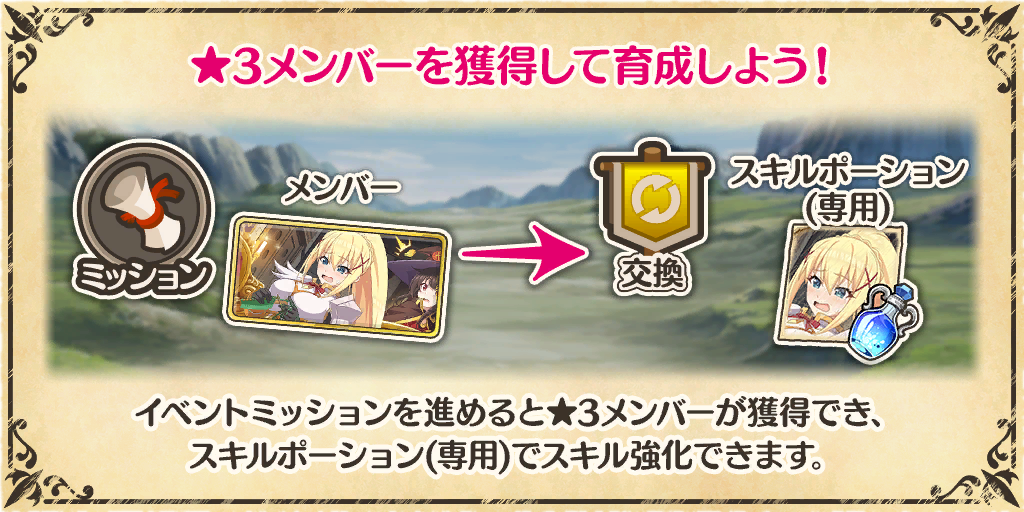 ★3メンバーを獲得して育成しよう!
ミッション
メンバー
交換
スキルポーション
(専用)
イベントミッションを進めると★3メンバーが獲得でき、
スキルポーション(専用)でスキル強化できます。